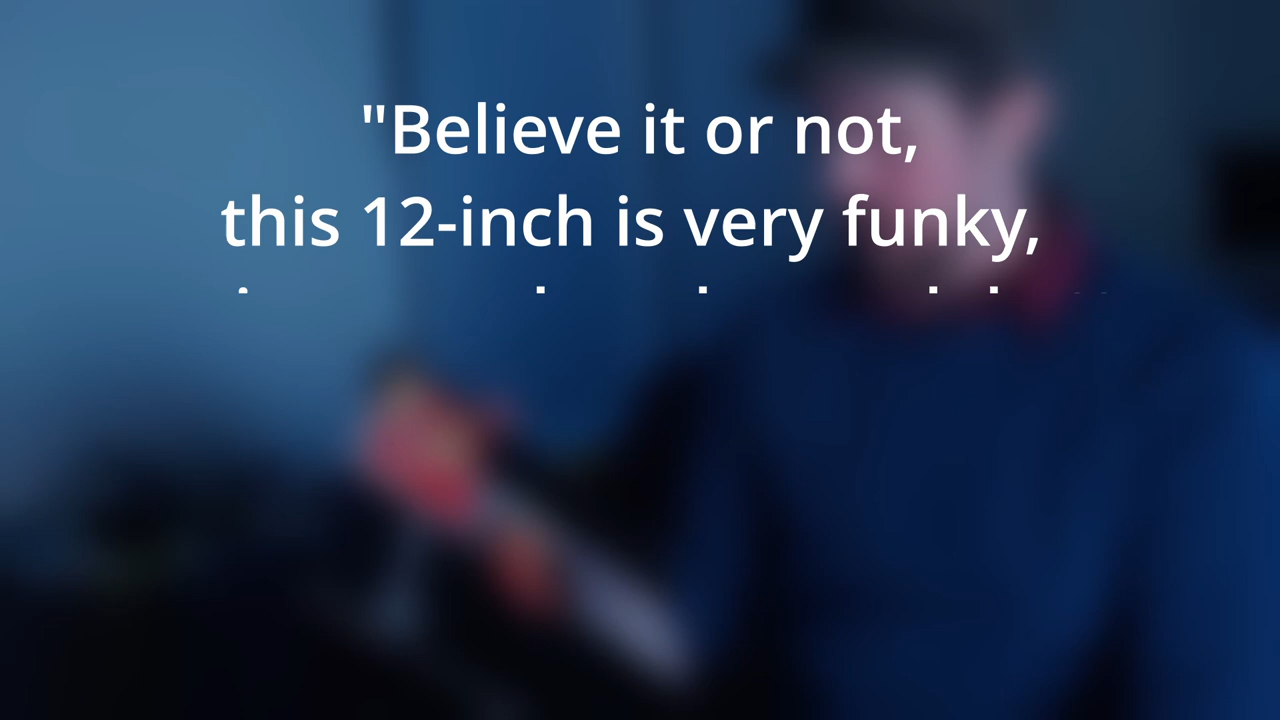 "Believe it or not,
this 12-inch is very funky,